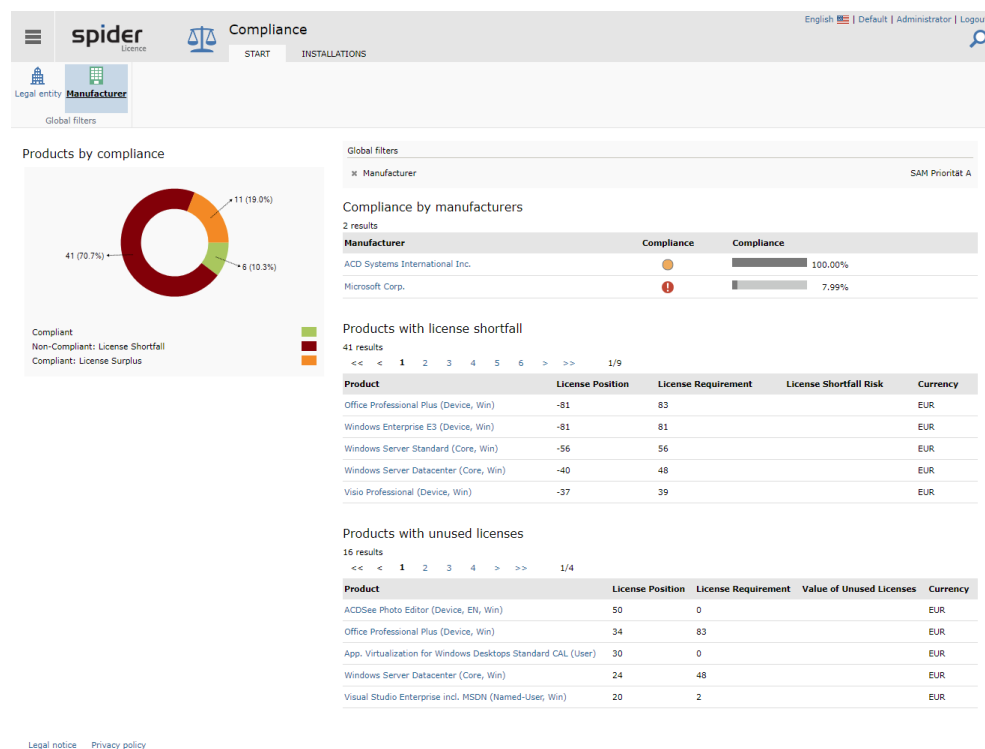 English | Default | Administrator | Logou
spider
Licence
Compliance
START INSTALLATIONS
Legal entity Manufacturer
Global filters
Products by compliance
11 (19.0%)
41 (70.7%)
6 (10.3%)
Compliant
Non-Compliant: License Shortfall
Compliant: License Surplus
Global filters
Manufacturer SAM Priorität A
Compliance by manufacturers
2 results
Manufacturer Compliance Compliance
ACD Systems International Inc. 100.00%
Microsoft Corp. 7.99%
Products with license shortfall
41 results
<< < 1 2 3 4 5 6 > >> 1/9
Product License Position License Requirement License Shortfall Risk Currency
Office Professional Plus (Device, Win) -81 83 EUR
Windows Enterprise E3 (Device, Win) -81 81 EUR
Windows Server Standard (Core, Win) -56 56 EUR
Windows Server Datacenter (Core, Win) -40 48 EUR
Visio Professional (Device, Win) -37 39 EUR
Products with unused licenses
16 results
<< < 1 2 3 4 > >> 1/4
Product License Position License Requirement Value of Unused Licenses Currency
ACDSee Photo Editor (Device, EN, Win) 50 0 EUR
Office Professional Plus (Device, Win) 34 83 EUR
App. Virtualization for Windows Desktops Standard CAL (User) 30 0 EUR
Windows Server Datacenter (Core, Win) 24 48 EUR
Visual Studio Enterprise incl. MSDN (Named-User, Win) 20 2 EUR
Legal notice Privacy policy